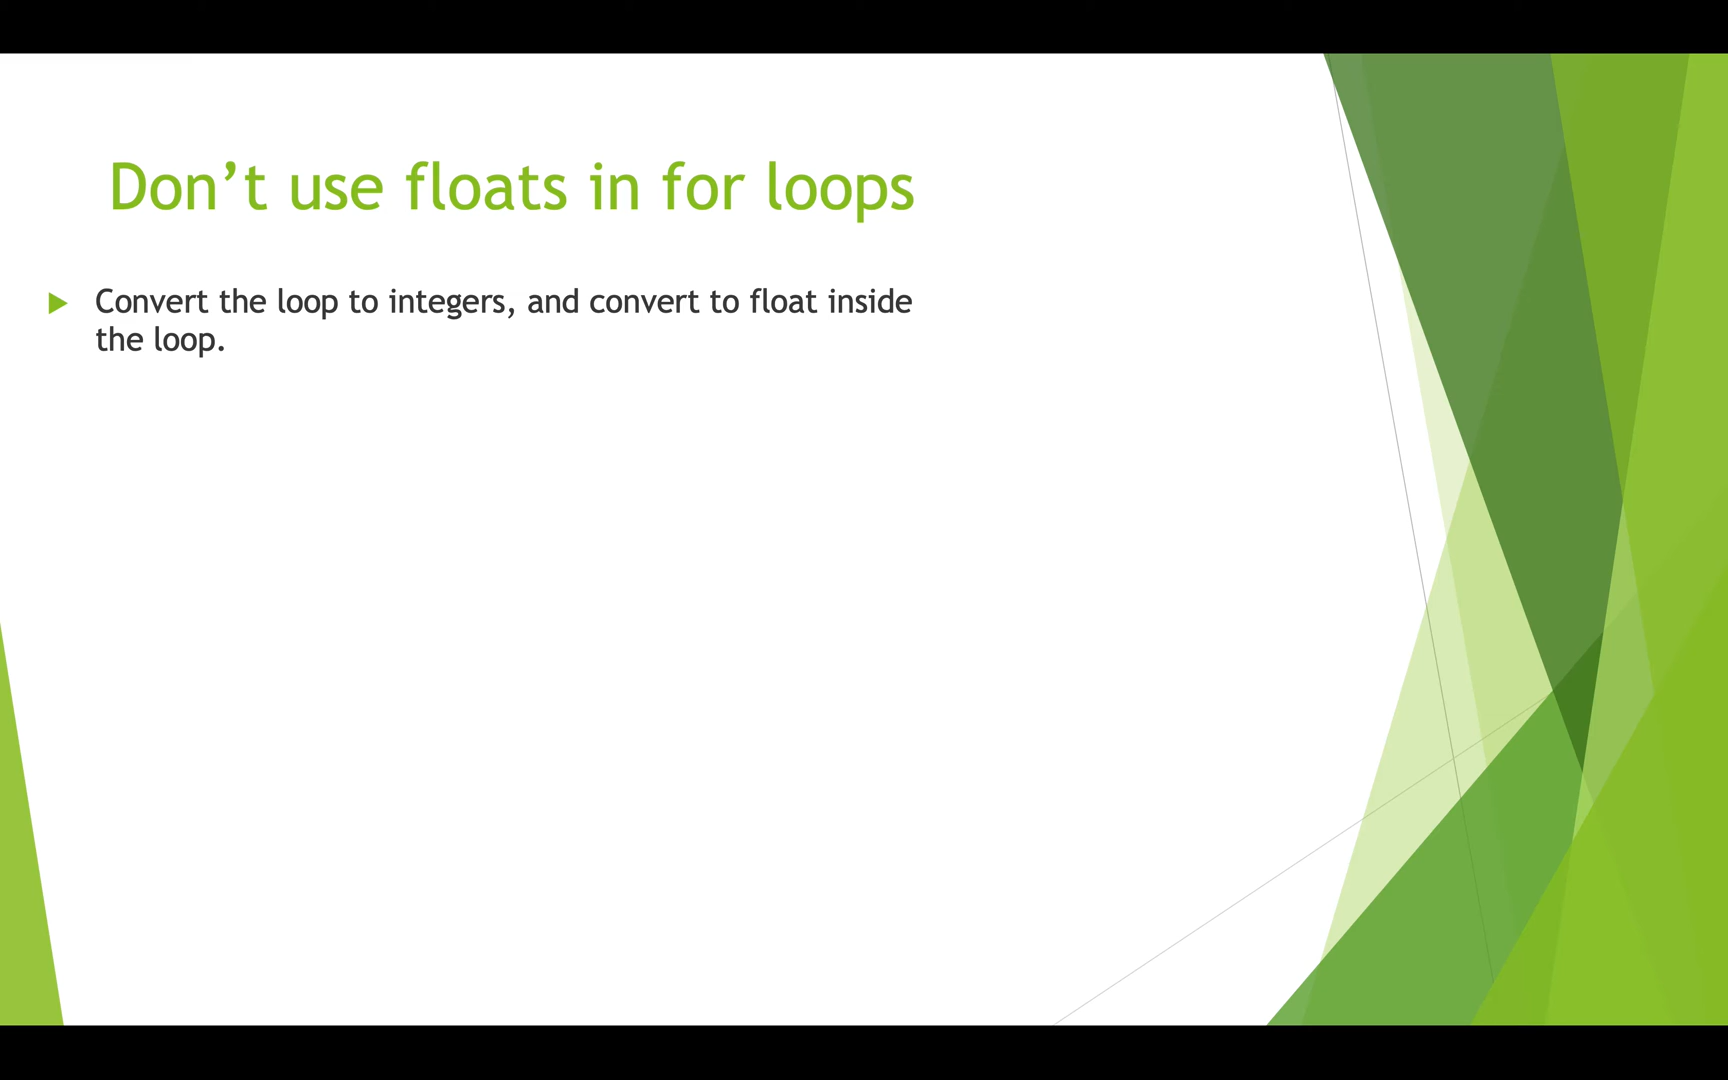 Don’t use floats in for loops
Convert the loop to integers, and convert to float inside
the loop.